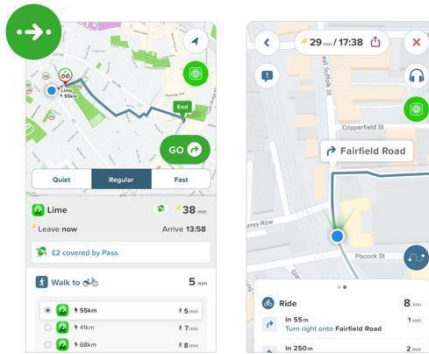 Lime
55km
End
GO
Quiet
Regular
Fast
Lime
38 min
Leave now
Arrive 13:58
£2 covered by Pass
Walk to
5 min
55km
5 min
41km
7 min
68km
8 min
29 min / 17:38
Copperfield St
Fairfield Road
Pocock St
Ride
8 min
In 55m
1 min
Turn right onto Fairfield Road
In 250m
2 min